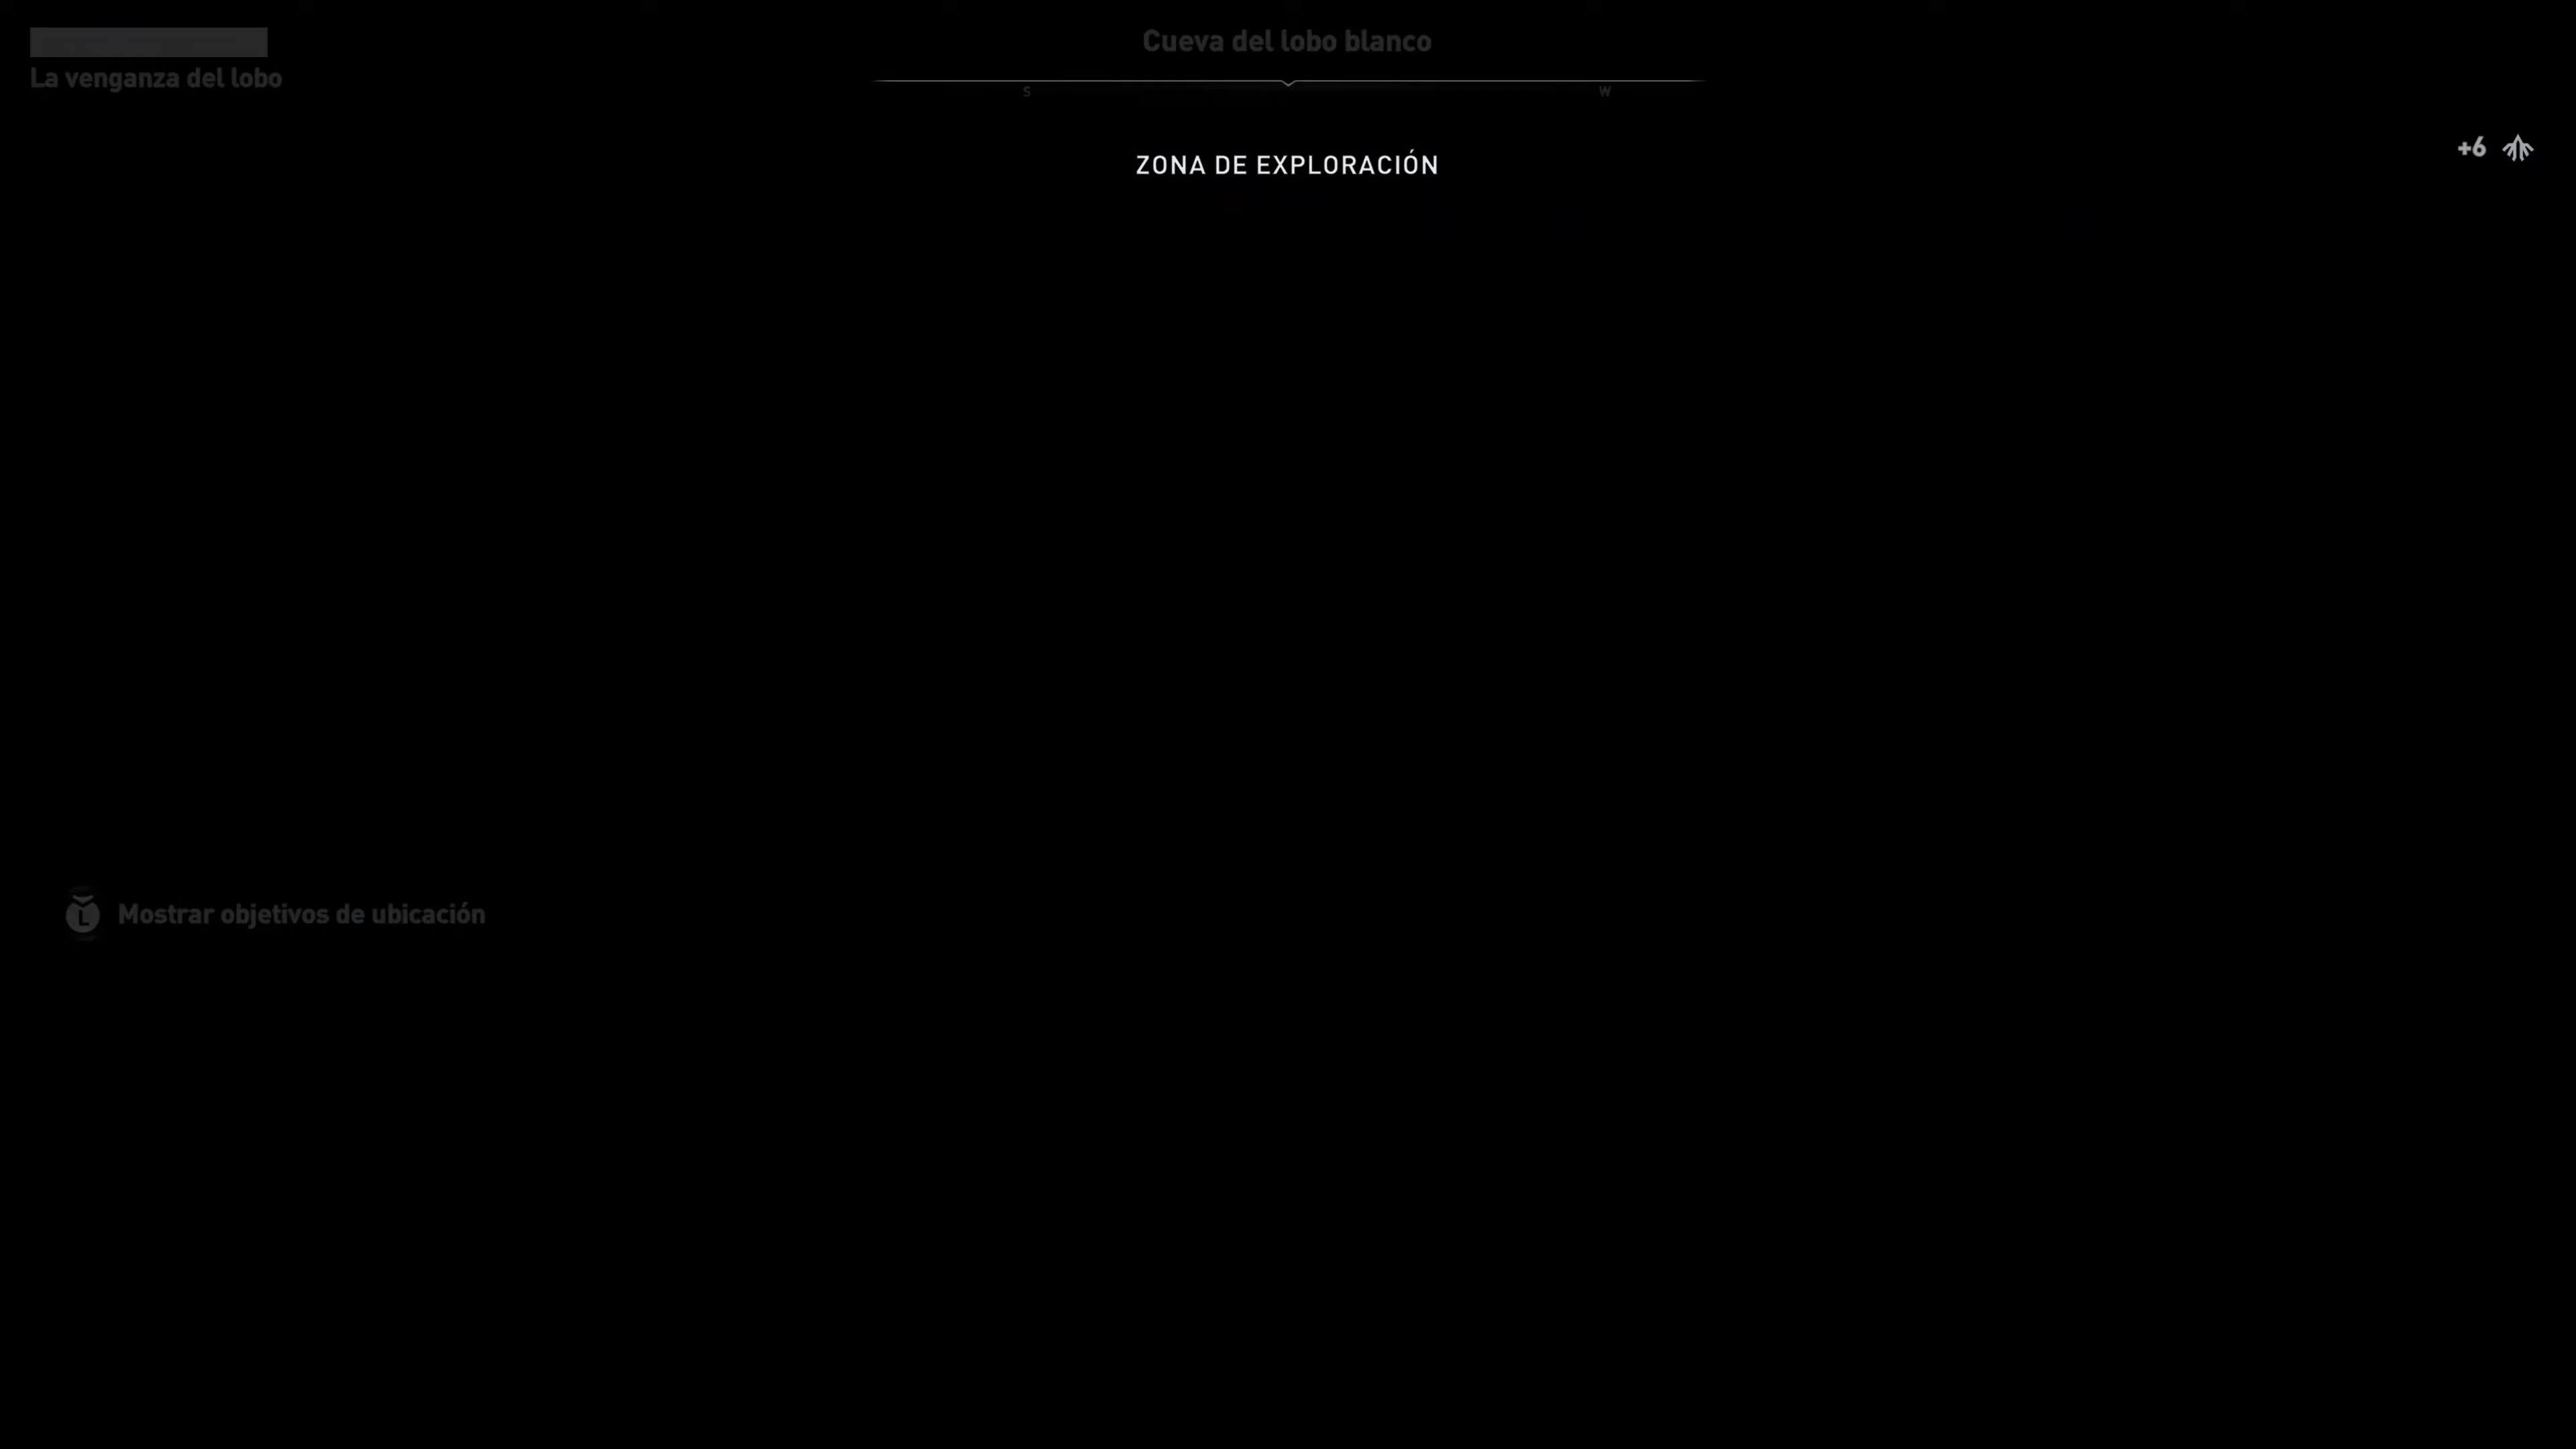 Cueva del lobo blanco
La venganza del lobo
S W
+6
ZONA DE EXPLORACIÓN
L Mostrar objetivos de ubicación